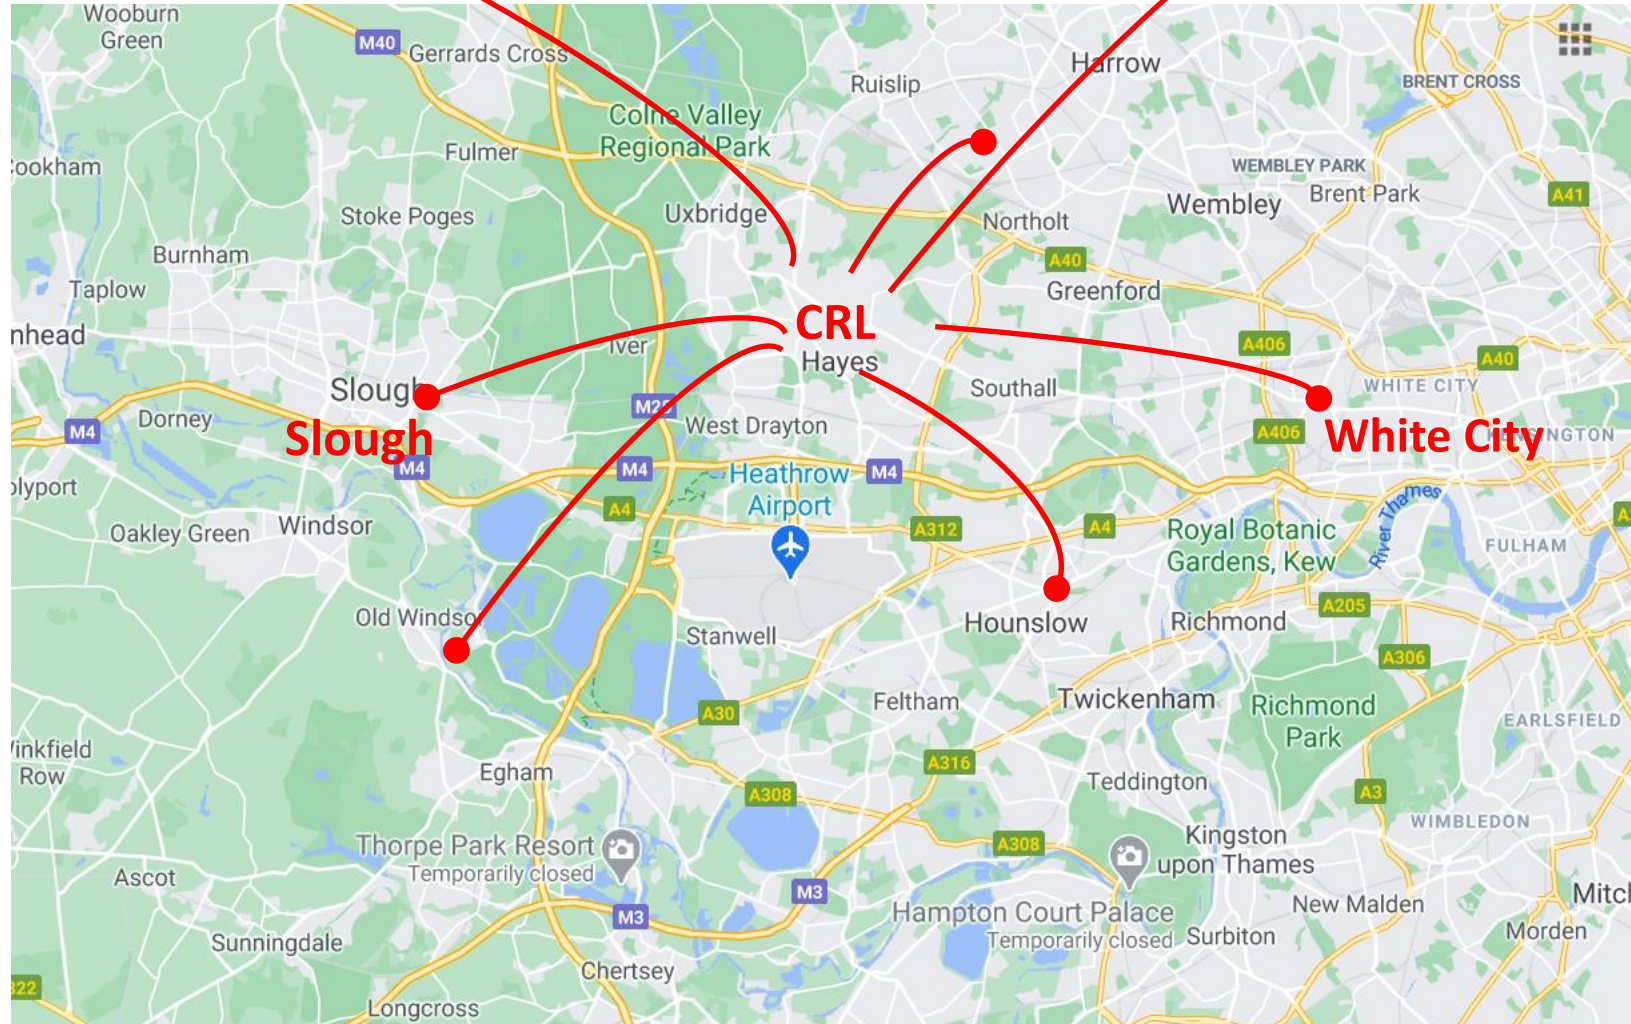 Wooburn
Green
M40
Gerrards Cross
Ruislip
Harrow
BRENT CROSS
Colne Valley
Regional Park
Fulmer
WEMBLEY PARK
ookham
Stoke Poges
Uxbridge
Northolt
Wembley
Brent Park
A41
Burnham
A40
Taplow
Greenford
nhead
Iver
CRL
Hayes
A406
A40
Slough
Southall
WHITE CITY
M25
Dorney
M4
Slough
West Drayton
A406
White City
KENSINGTON
M4
M4
Heathrow
Airport
M4
olyport
Oakley Green
Windsor
A4
A312
A4
Royal Botanic
Gardens, Kew
River Thames
FULHAM
Old Windsor
Stanwell
Hounslow
A205
Richmond
A306
Feltham
Twickenham
Richmond
Park
A30
EARLSFIELD
inkfield
Row
Egham
A316
Teddington
A308
A3
WIMBLEDON
Thorpe Park Resort
Temporarily closed
A308
Kingston
upon Thames
Ascot
M3
M3
Hampton Court Palace
Temporarily closed
New Malden
Mitcl
Sunningdale
Surbiton
Morden
Chertsey
322
Longcross